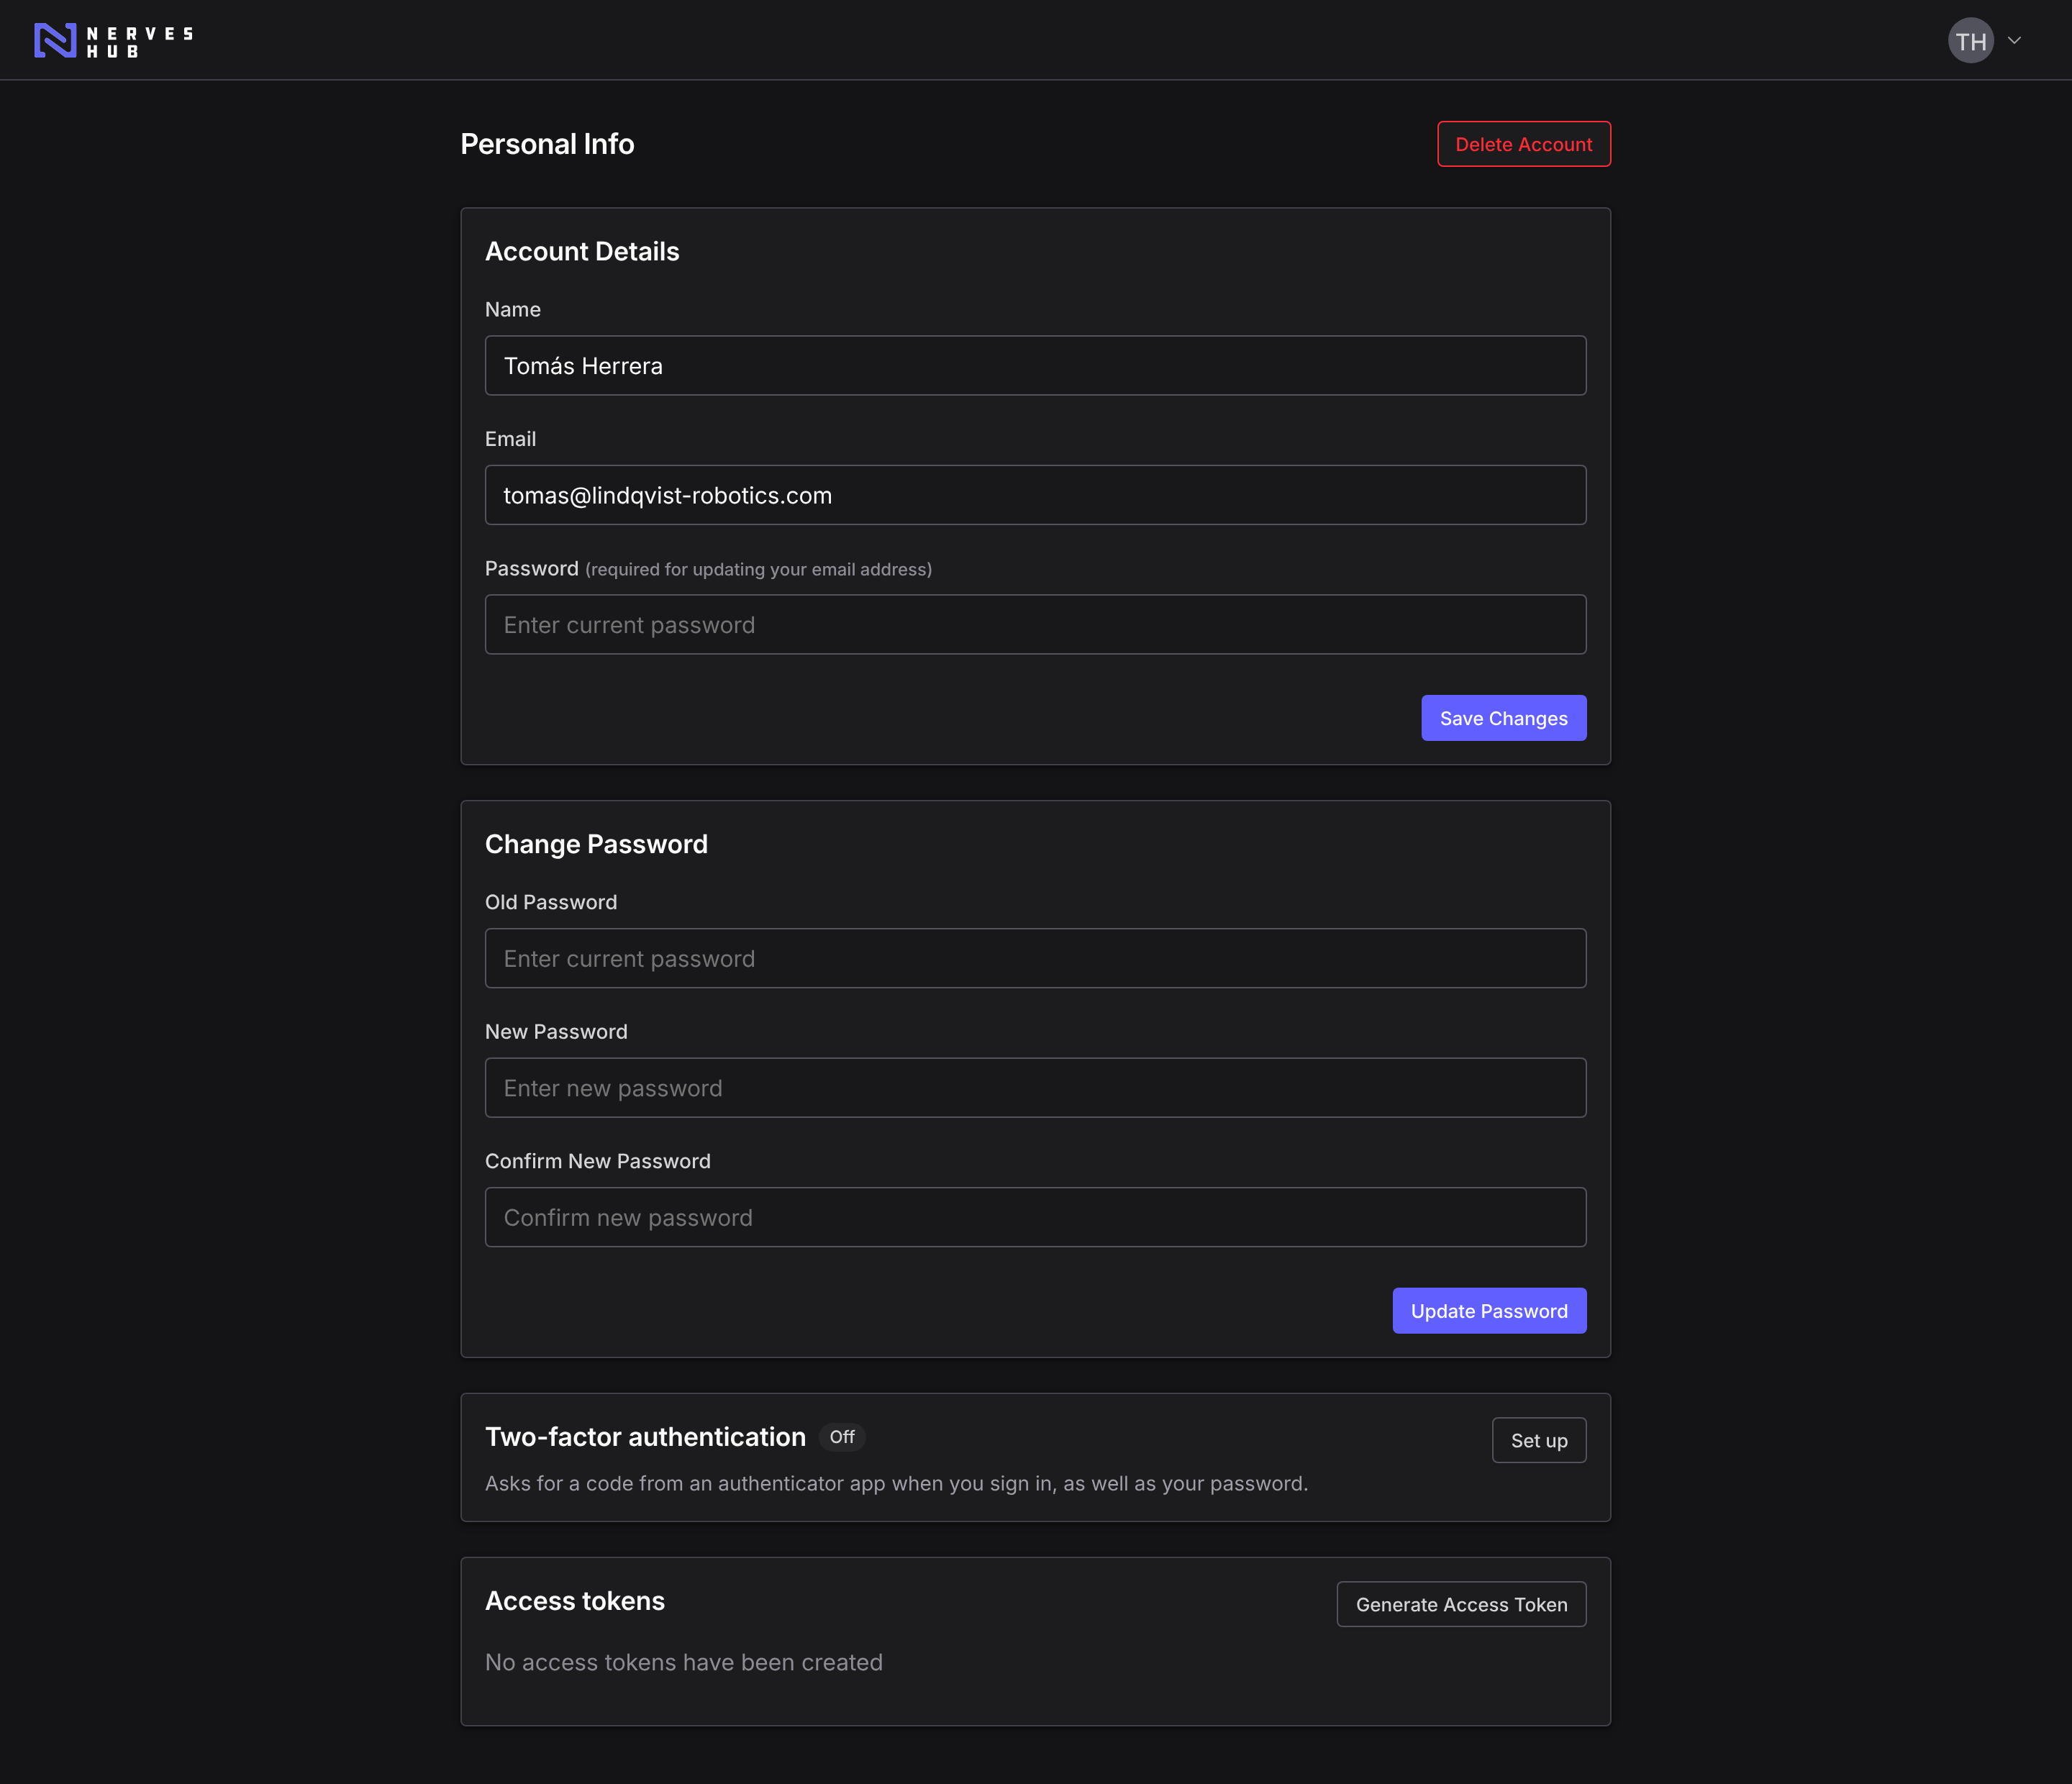 NERVES
HUB
TH
Personal Info
Delete Account
Account Details
Name
Tomás Herrera
Email
tomas@lindqvist-robotics.com
Password (required for updating your email address)
Enter current password
Save Changes
Change Password
Old Password
Enter current password
New Password
Enter new password
Confirm New Password
Confirm new password
Update Password
Two-factor authentication Off
Set up
Asks for a code from an authenticator app when you sign in, as well as your password.
Access tokens
Generate Access Token
No access tokens have been created